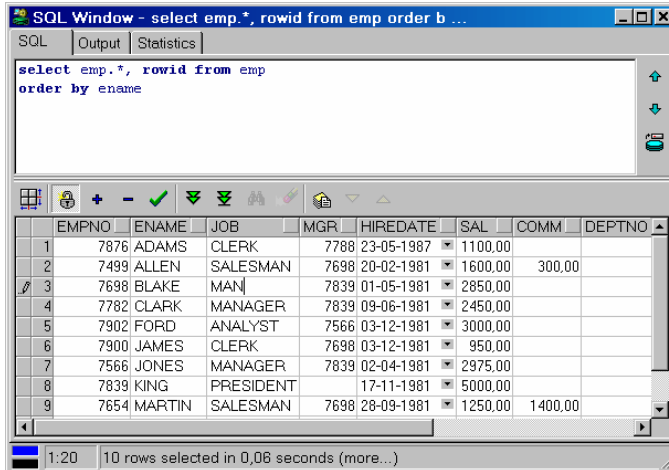 SQL Window - select emp.*, rowid from emp order b ...
SQL Output Statistics
select emp.*, rowid from emp
order by ename
EMPNO ENAME JOB MGR HIREDATE SAL COMM DEPTNO
1 7876 ADAMS CLERK 7788 23-05-1987 1100,00
2 7499 ALLEN SALESMAN 7698 20-02-1981 1600,00 300,00
3 7698 BLAKE MAN 7839 01-05-1981 2850,00
4 7782 CLARK MANAGER 7839 09-06-1981 2450,00
5 7902 FORD ANALYST 7566 03-12-1981 3000,00
6 7900 JAMES CLERK 7698 03-12-1981 950,00
7 7566 JONES MANAGER 7839 02-04-1981 2975,00
8 7839 KING PRESIDENT 17-11-1981 5000,00
9 7654 MARTIN SALESMAN 7698 28-09-1981 1250,00 1400,00
1:20 10 rows selected in 0,06 seconds (more...)